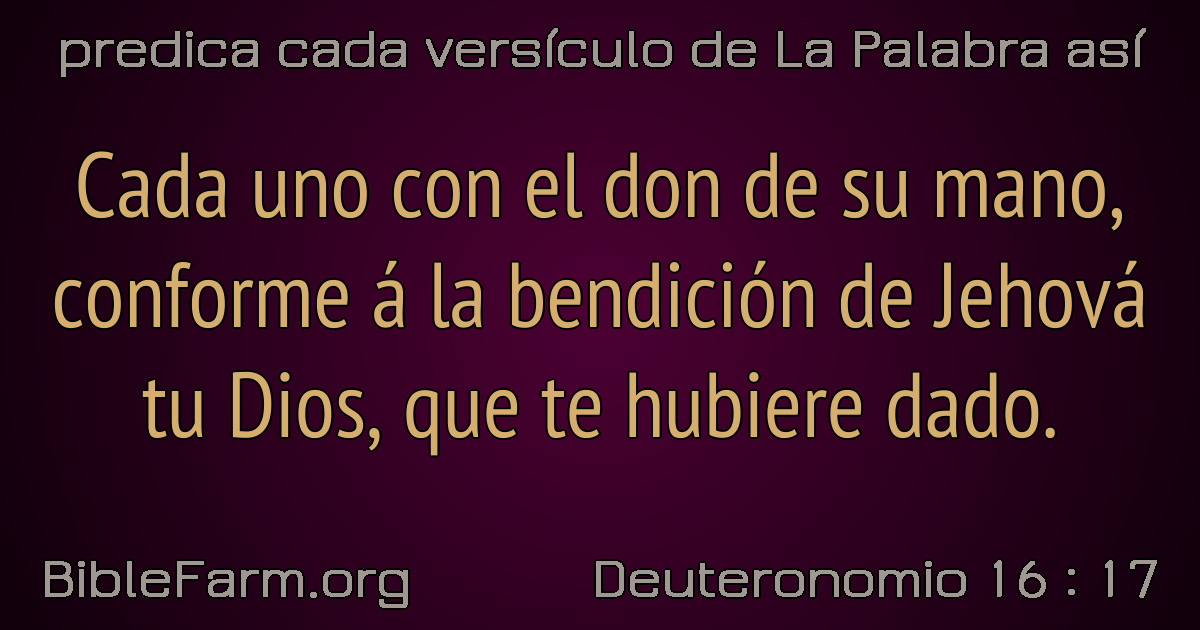 predica cada versículo de La Palabra así
Cada uno con el don de su mano,
conforme á la bendición de Jehová
tu Dios, que te hubiere dado.
BibleFarm.org
Deuteronomio 16 : 17